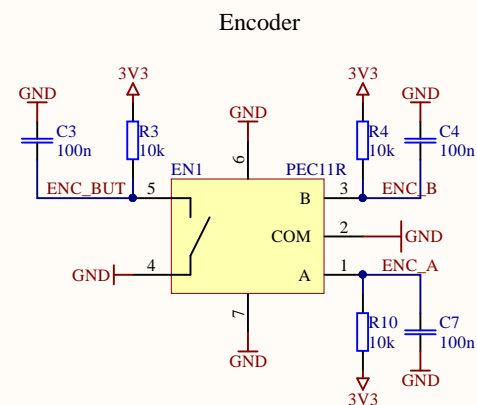 Encoder
3V3
3V3
GND
GND
GND
C3
100n
R3
10k
R4
10k
C4
100n
EN1
6
PEC11R
ENC_BUT
5
B
3
ENC_B
COM
2
GND
GND
4
A
1
ENC_A
7
R10
10k
C7
100n
GND
GND
3V3